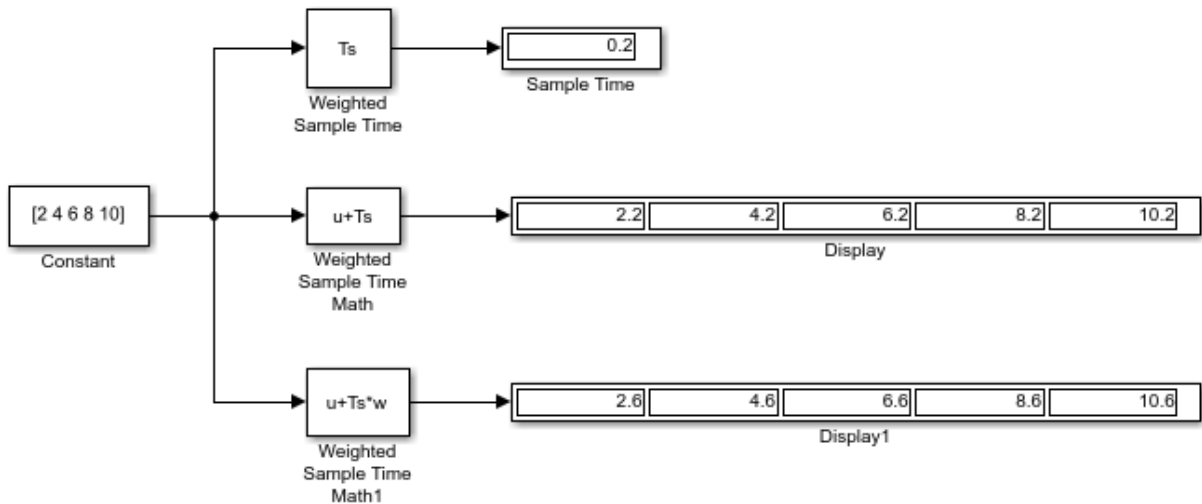 Ts
0.2
Weighted
Sample Time
Sample Time
[2 4 6 8 10]
Constant
u+Ts
2.2 4.2 6.2 8.2 10.2
Weighted
Sample Time
Math
Display
u+Ts*w
2.6 4.6 6.6 8.6 10.6
Weighted
Sample Time
Math1
Display1